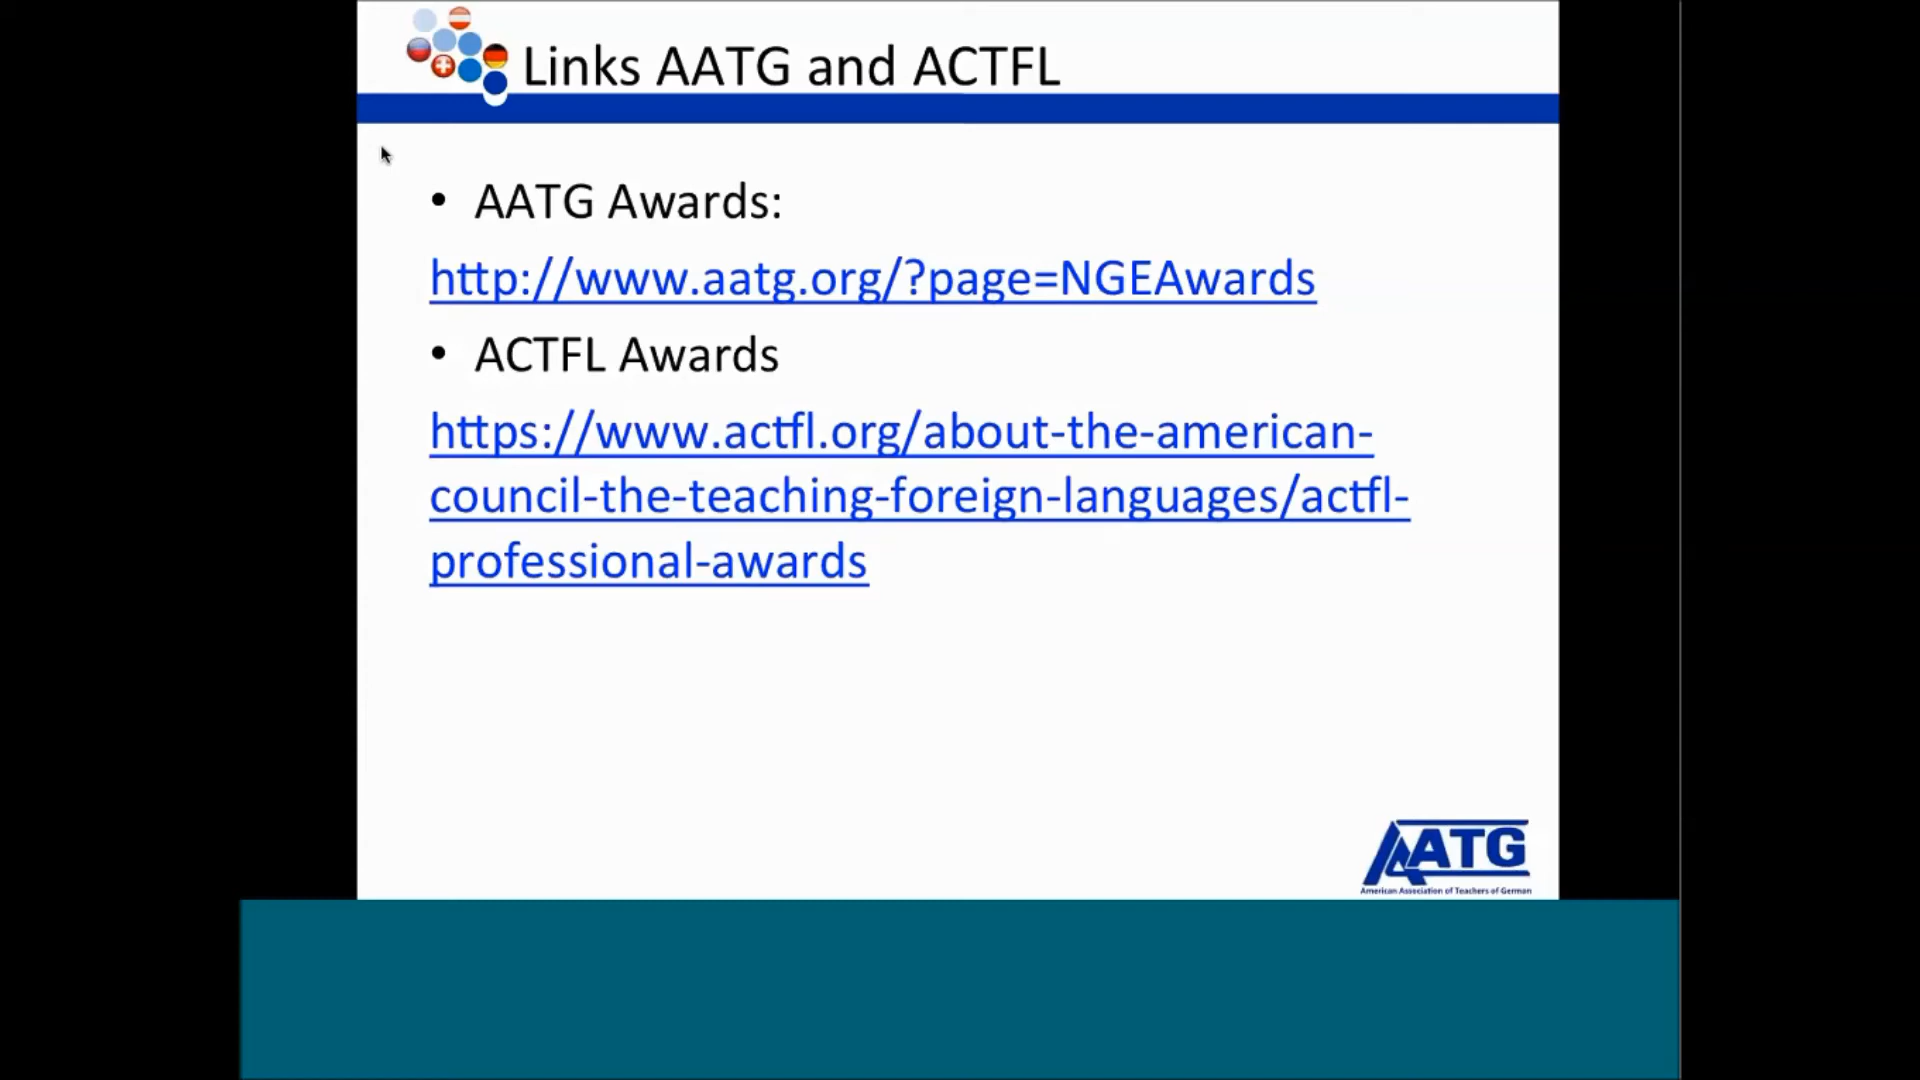 Links AATG and ACTFL
• AATG Awards:
http://www.aatg.org/?page=NGEAwards
• ACTFL Awards
https://www.actfl.org/about-the-american-
council-the-teaching-foreign-languages/actfl-
professional-awards
AATG
American Association of Teachers of German